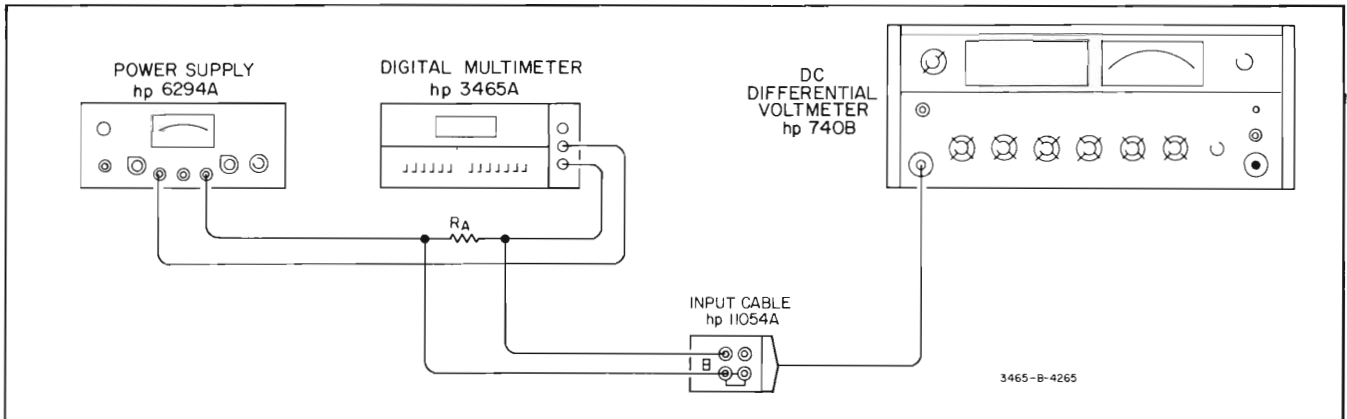 POWER SUPPLY
hp 6294A
DIGITAL MULTIMETER
hp 3465A
DC
DIFFERENTIAL
VOLTMETER
hp 740B
RA
INPUT CABLE
hp 11054A
B
3465-B-4265